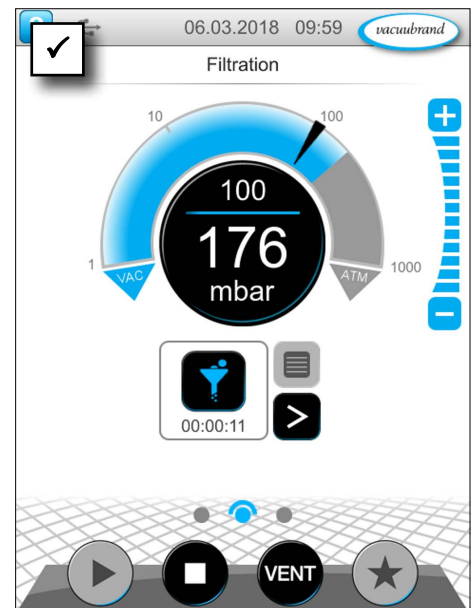 06.03.2018 09:59 vacuubrand
Filtration
10
100
1
1000
VAC
ATM
100
176
mbar
00:00:11
VENT